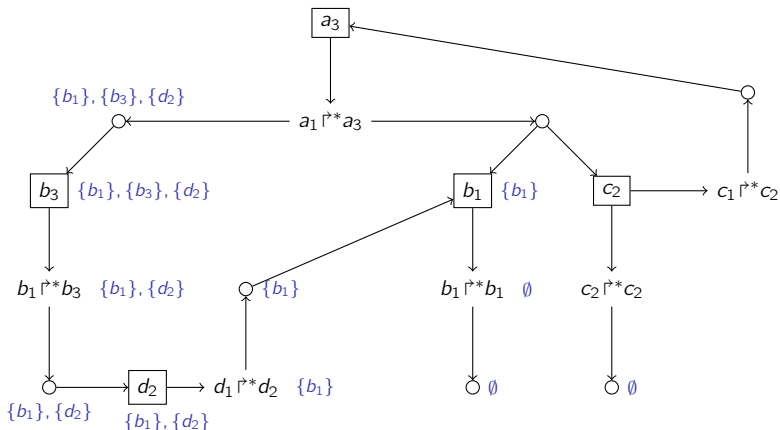 a₃
{b₁}, {b₃}, {d₂}
a₁ ↱* a₃
b₃ {b₁}, {b₃}, {d₂}
b₁ {b₁}
c₂
c₁ ↱* c₂
b₁ ↱* b₃ {b₁}, {d₂}
{b₁}
b₁ ↱* b₁ ∅
c₂ ↱* c₂
{b₁}, {d₂}
d₂
{b₁}, {d₂}
d₁ ↱* d₂ {b₁}
∅
∅